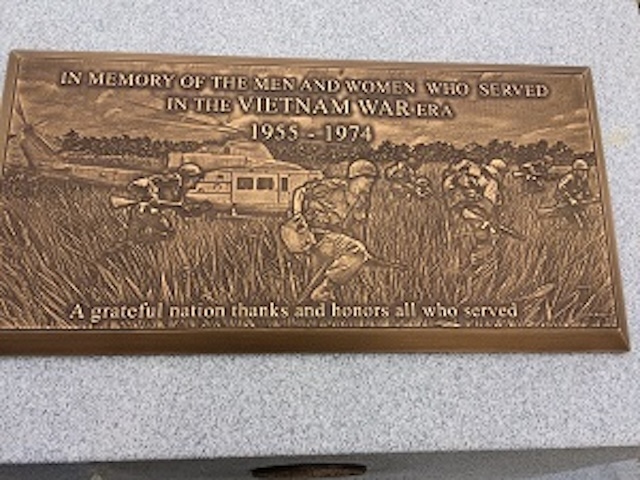 IN MEMORY OF THE MEN AND WOMEN WHO SERVED
IN THE VIETNAM WAR ERA
1955 - 1974
A grateful nation thanks and honors all who served